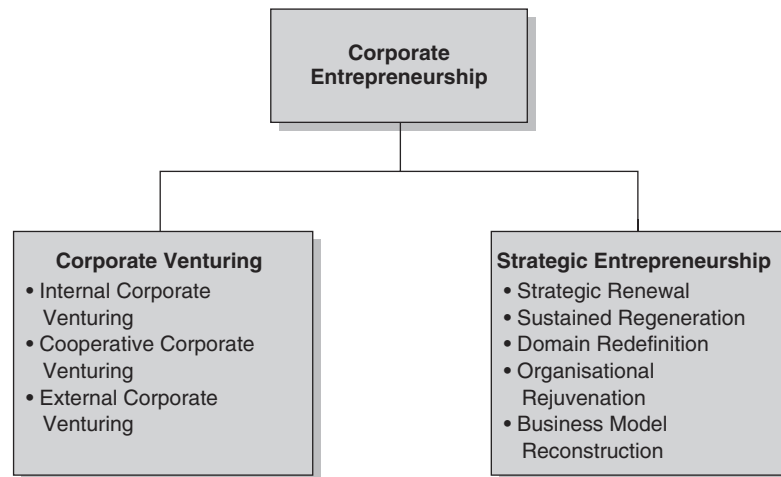 Corporate
Entrepreneurship
Corporate Venturing
• Internal Corporate
Venturing
• Cooperative Corporate
Venturing
• External Corporate
Venturing
Strategic Entrepreneurship
• Strategic Renewal
• Sustained Regeneration
• Domain Redefinition
• Organisational
Rejuvenation
• Business Model
Reconstruction